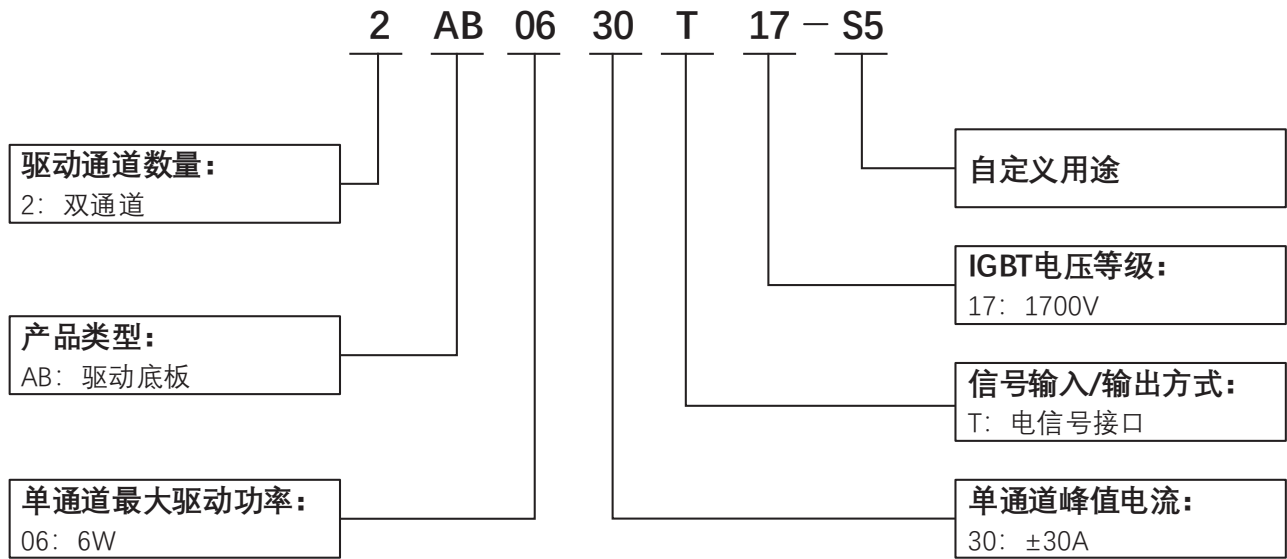 2 AB 06 30 T 17-S5
驱动通道数量：
2：双通道
产品类型：
AB：驱动底板
单通道最大驱动功率：
06：6W
自定义用途
IGBT电压等级：
17：1700V
信号输入/输出方式：
T：电信号接口
单通道峰值电流：
30：±30A